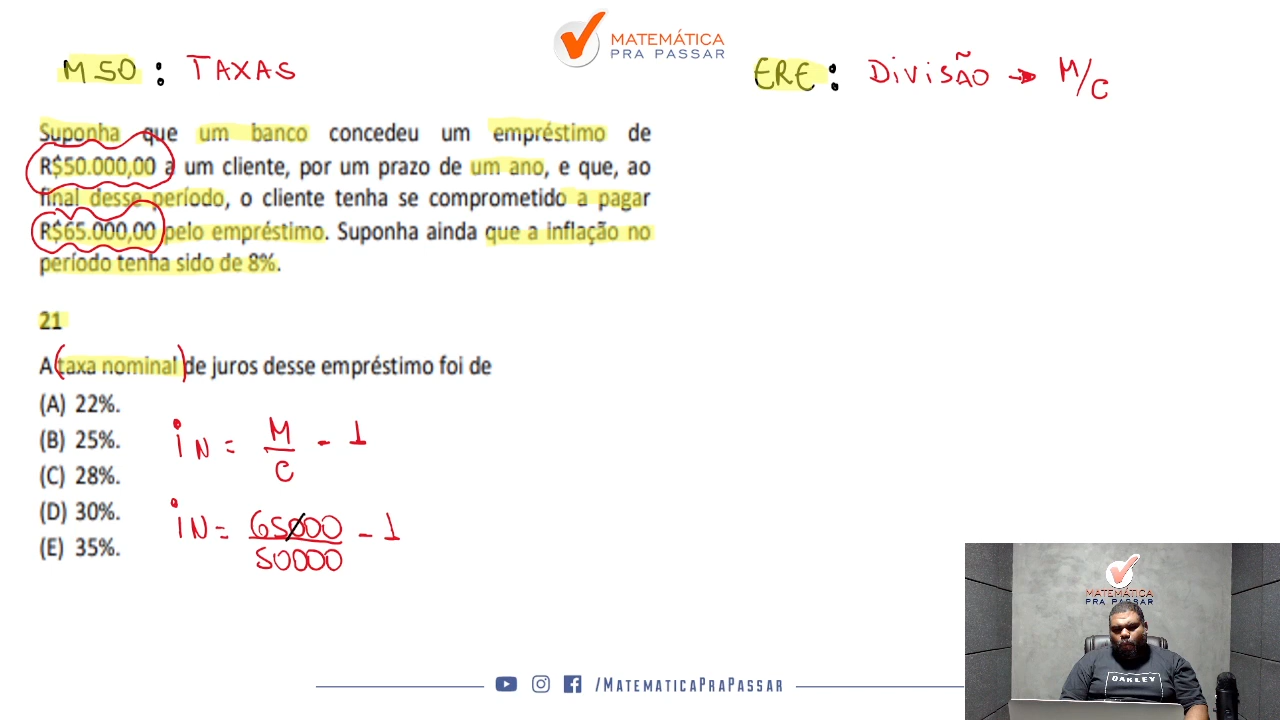 MATEMÁTICA
PRA PASSAR
MSO : TAXAS
ERE : DIVISÃO → M/C
Suponha que um banco concedeu um empréstimo de
R$50.000,00 a um cliente, por um prazo de um ano, e que, ao
final desse período, o cliente tenha se comprometido a pagar
R$65.000,00 pelo empréstimo. Suponha ainda que a inflação no
período tenha sido de 8%.
21
A (taxa nominal) de juros desse empréstimo foi de
(A) 22%.
(B) 25%.
(C) 28%.
(D) 30%.
(E) 35%.
iN = M/C - 1
iN = 65000/50000 - 1
MATEMÁTICA
PRA PASSAR
OAKLEY
/MATEMATICAPRAPASSAR